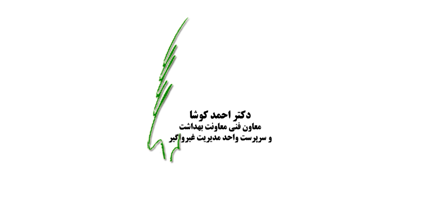 دکتر احمد کوشا
معاون فنی معاونت بهداشت
و سرپرست واحد مدیریت غیرواگیر